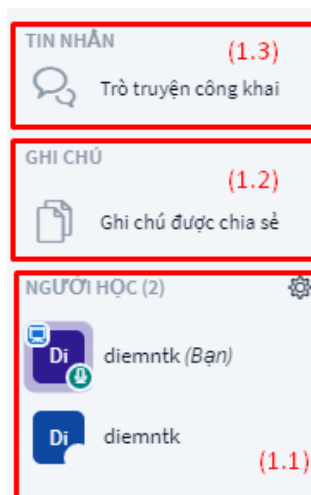 TIN NHẮN
(1.3)
Trò truyện công khai
GHI CHÚ
(1.2)
Ghi chú được chia sẻ
NGƯỜI HỌC (2)
Di diemntk (Bạn)
Di diemntk
(1.1)